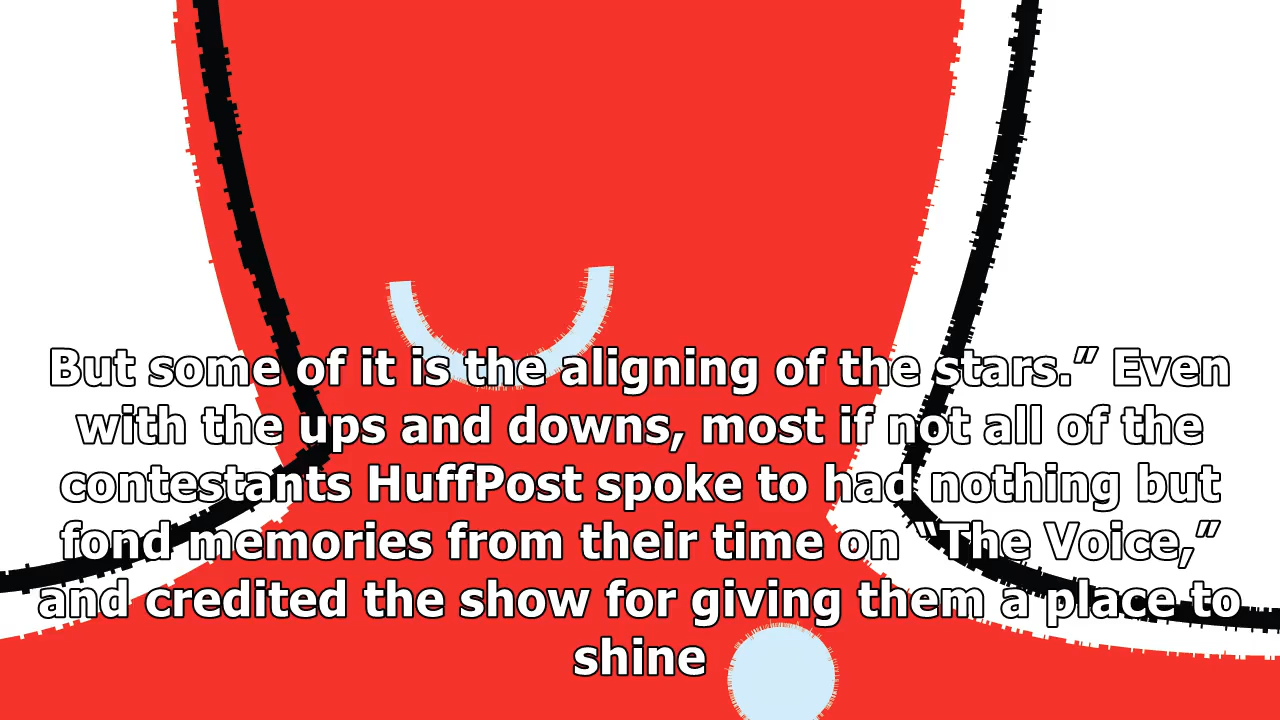 But some of it is the aligning of the stars.” Even
with the ups and downs, most if not all of the
contestants HuffPost spoke to had nothing but
fond memories from their time on “The Voice,”
and credited the show for giving them a place to
shine